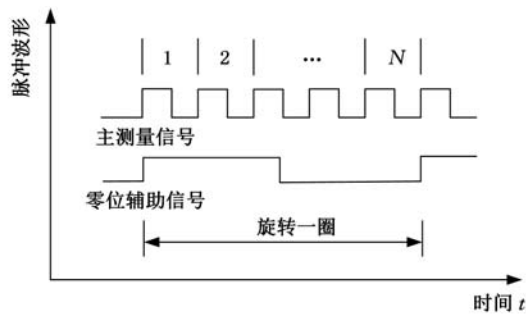 脉冲波形
1 2 … N
主测量信号
零位辅助信号
旋转一圈
时间 t